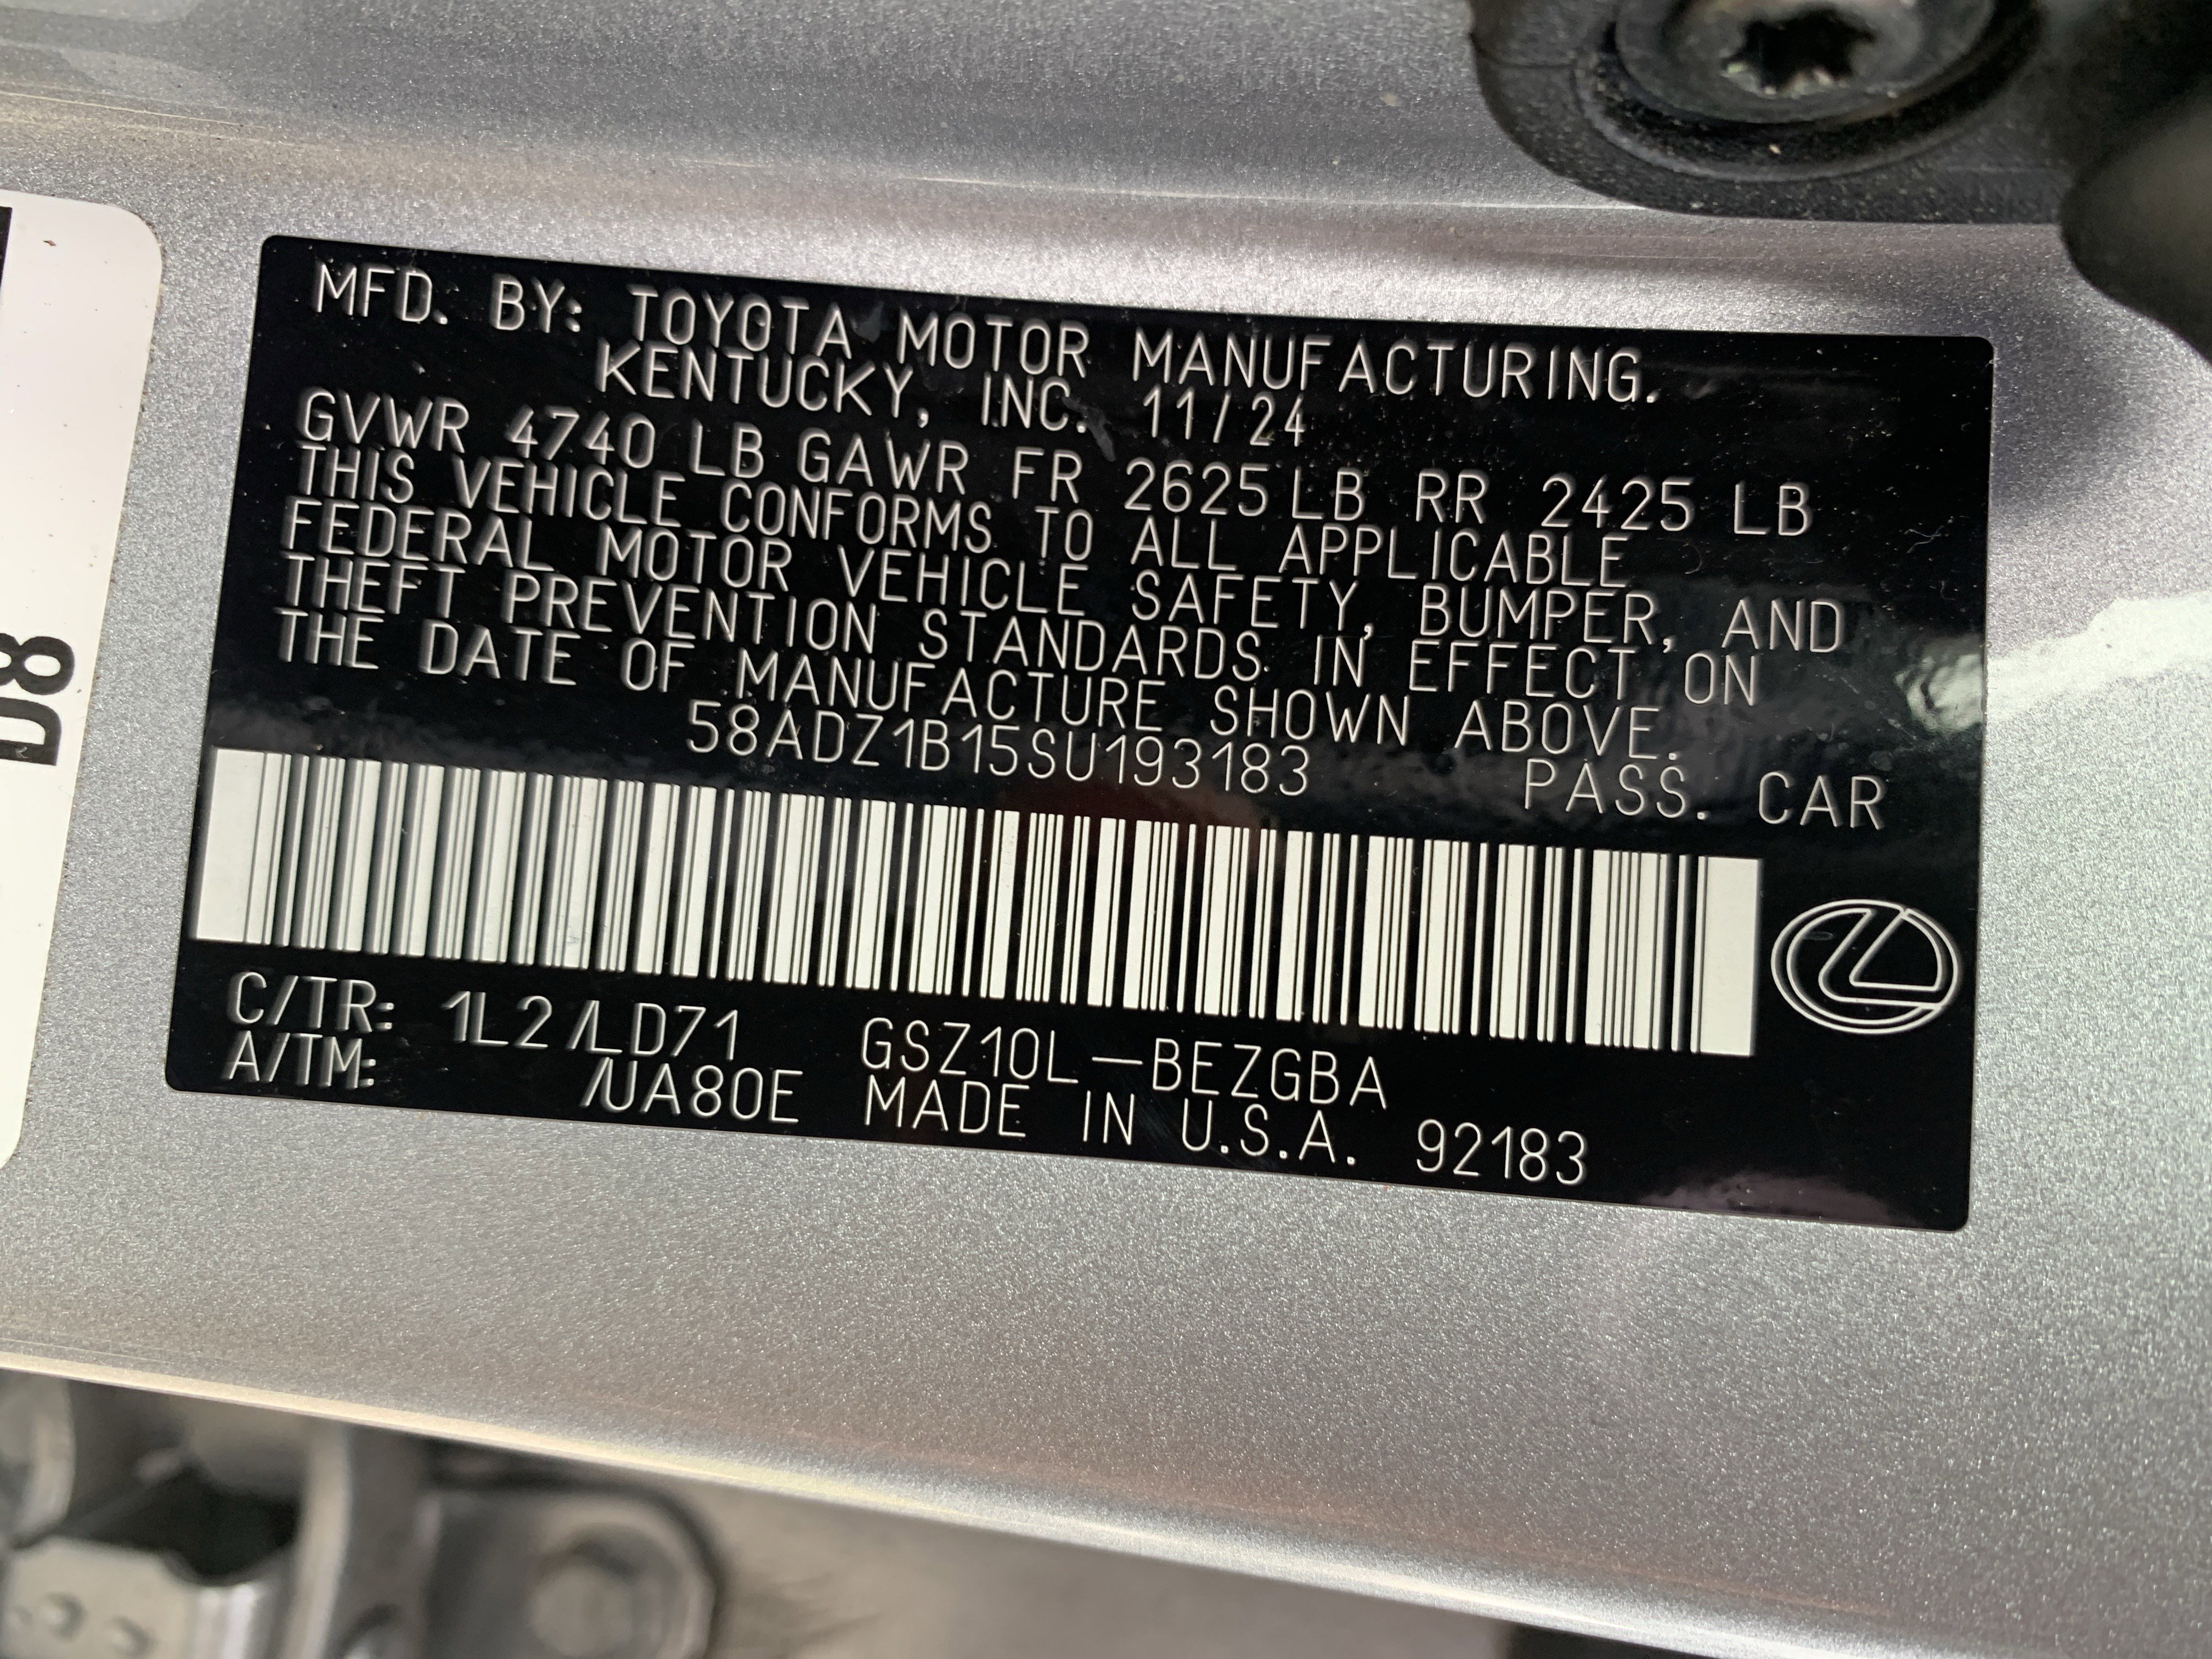 MFD. BY: TOYOTA MOTOR MANUFACTURING.
KENTUCKY, INC. 11/24
GVWR 4740 LB GAWR FR 2625 LB RR 2425 LB
THIS VEHICLE CONFORMS TO ALL APPLICABLE
FEDERAL MOTOR VEHICLE SAFETY, BUMPER, AND
THEFT PREVENTION STANDARDS IN EFFECT ON
THE DATE OF MANUFACTURE SHOWN ABOVE.
58ADZ1B15SU193183 PASS. CAR
C/TR: 1L2/LD71 GSZ10L-BEZGBA
A/TM: /UA80E MADE IN U.S.A. 92183
D8